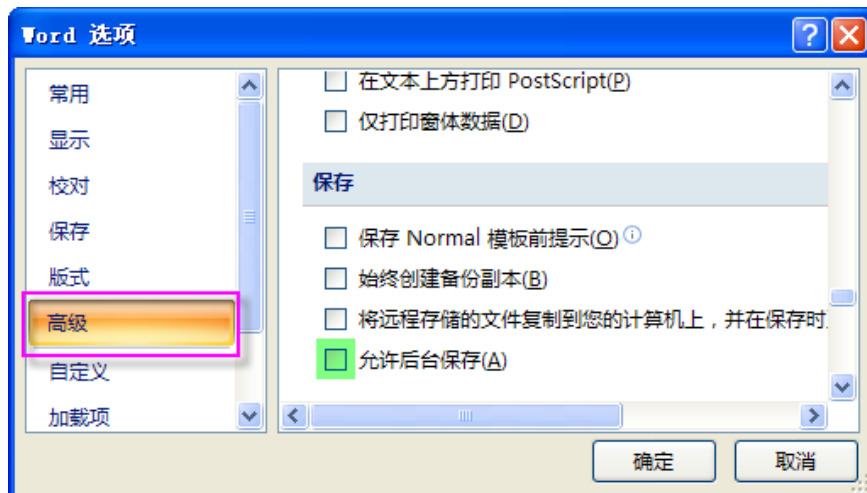 Word 选项
常用
显示
校对
保存
版式
高级
自定义
加载项
在文本上方打印 PostScript(P)
仅打印窗体数据(D)
保存
保存 Normal 模板前提示(O)
始终创建备份副本(B)
将远程存储的文件复制到您的计算机上，并在保存时
允许后台保存(A)
确定
取消